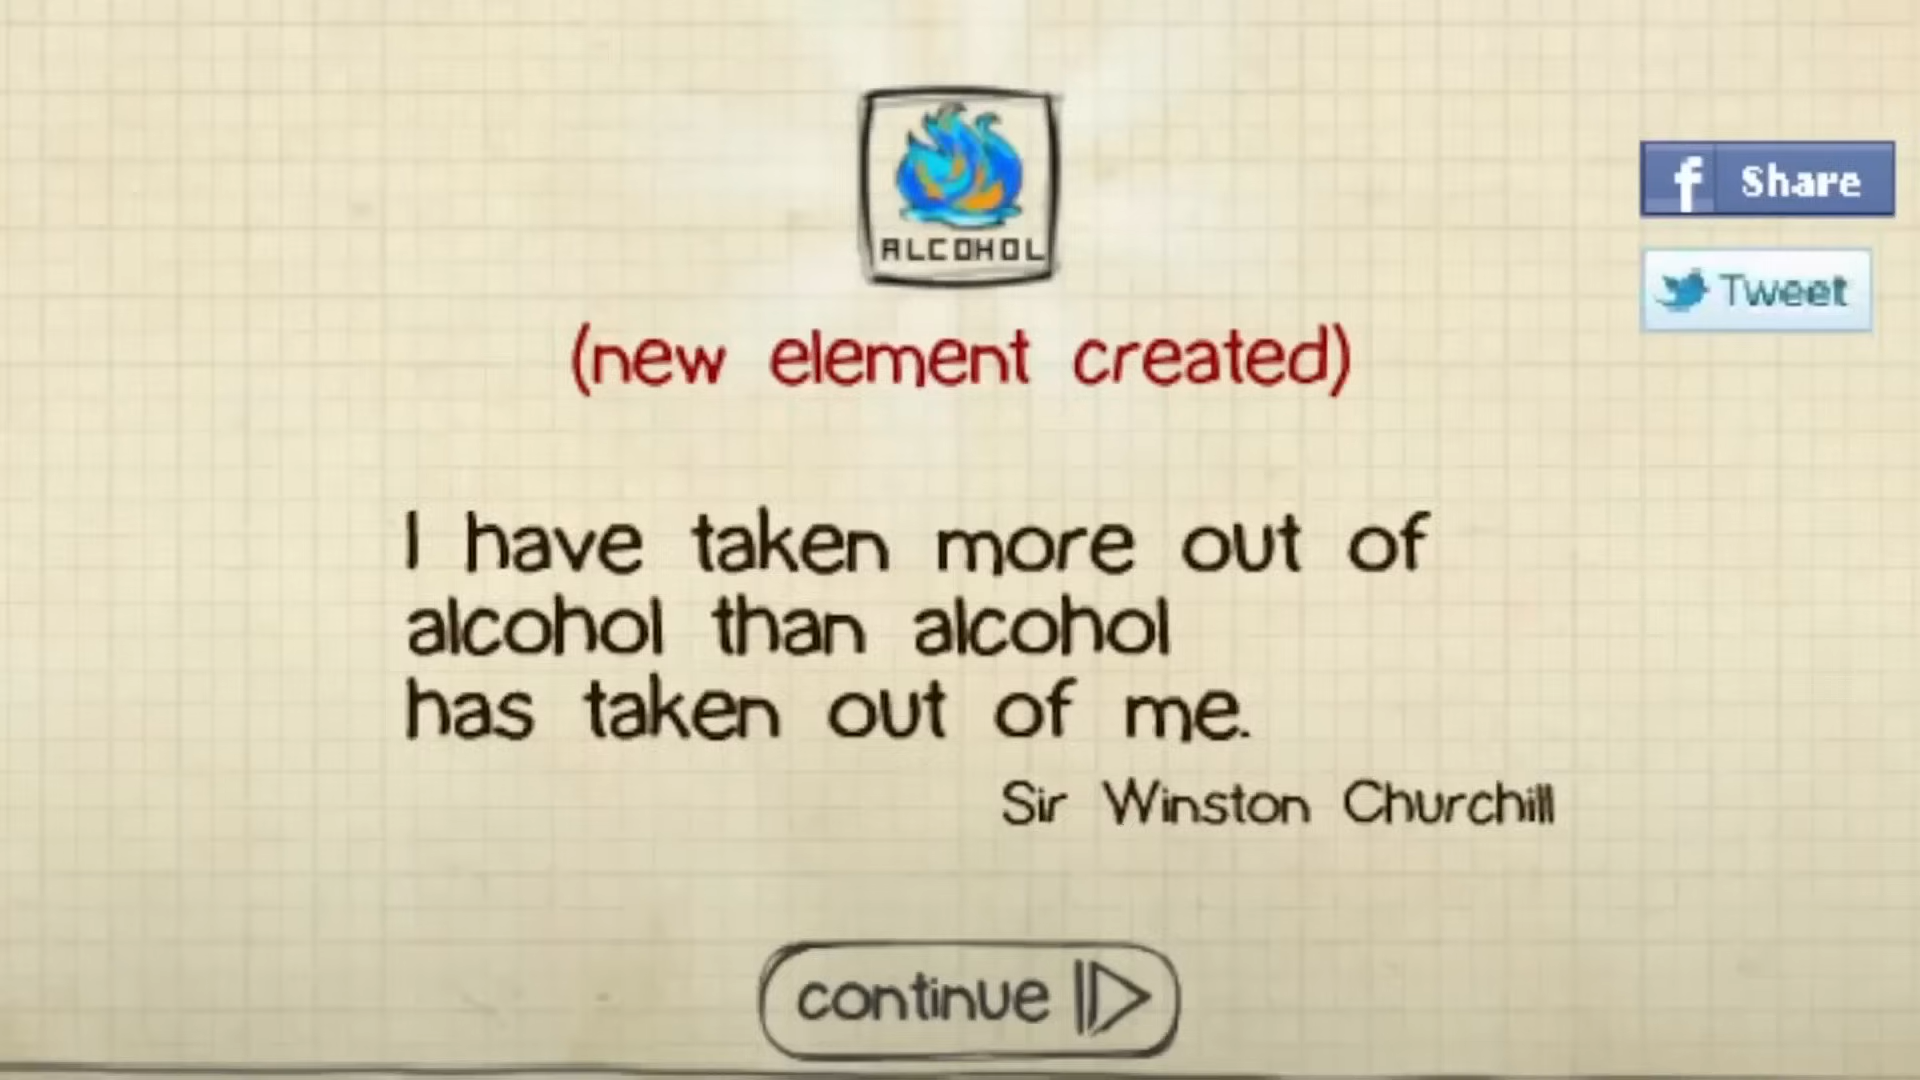 ALCOHOL
f Share
Tweet
(new element created)
I have taken more out of
alcohol than alcohol
has taken out of me.
Sir Winston Churchill
continue